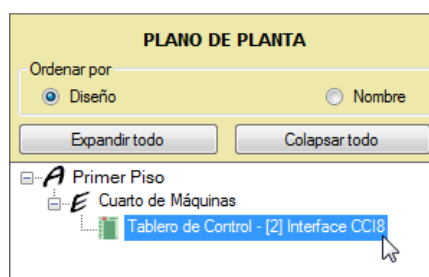 PLANO DE PLANTA
Ordenar por
Diseño Nombre
Expandir todo Colapsar todo
A Primer Piso
E Cuarto de Máquinas
Tablero de Control - [2] Interface CCI8